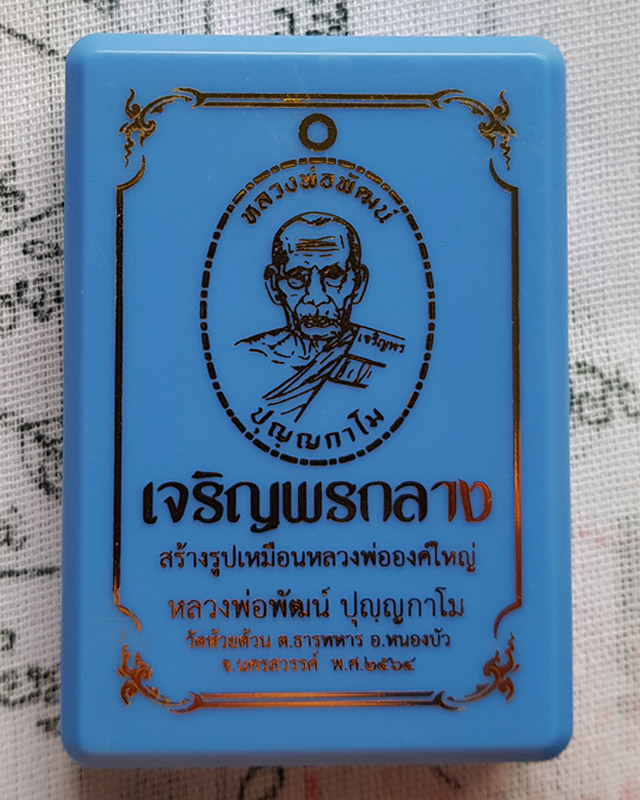 หลวงพ่อพัฒน์
เจริญพร
ปุญฺญกาโม
เจริญพรกลาง
สร้างรูปเหมือนหลวงพ่อองค์ใหญ่
หลวงพ่อพัฒน์ ปุญฺญกาโม
วัดห้วยด้วน ต.ธารทหาร อ.หนองบัว
จ.นครสวรรค์ พ.ศ.๒๕๖๔